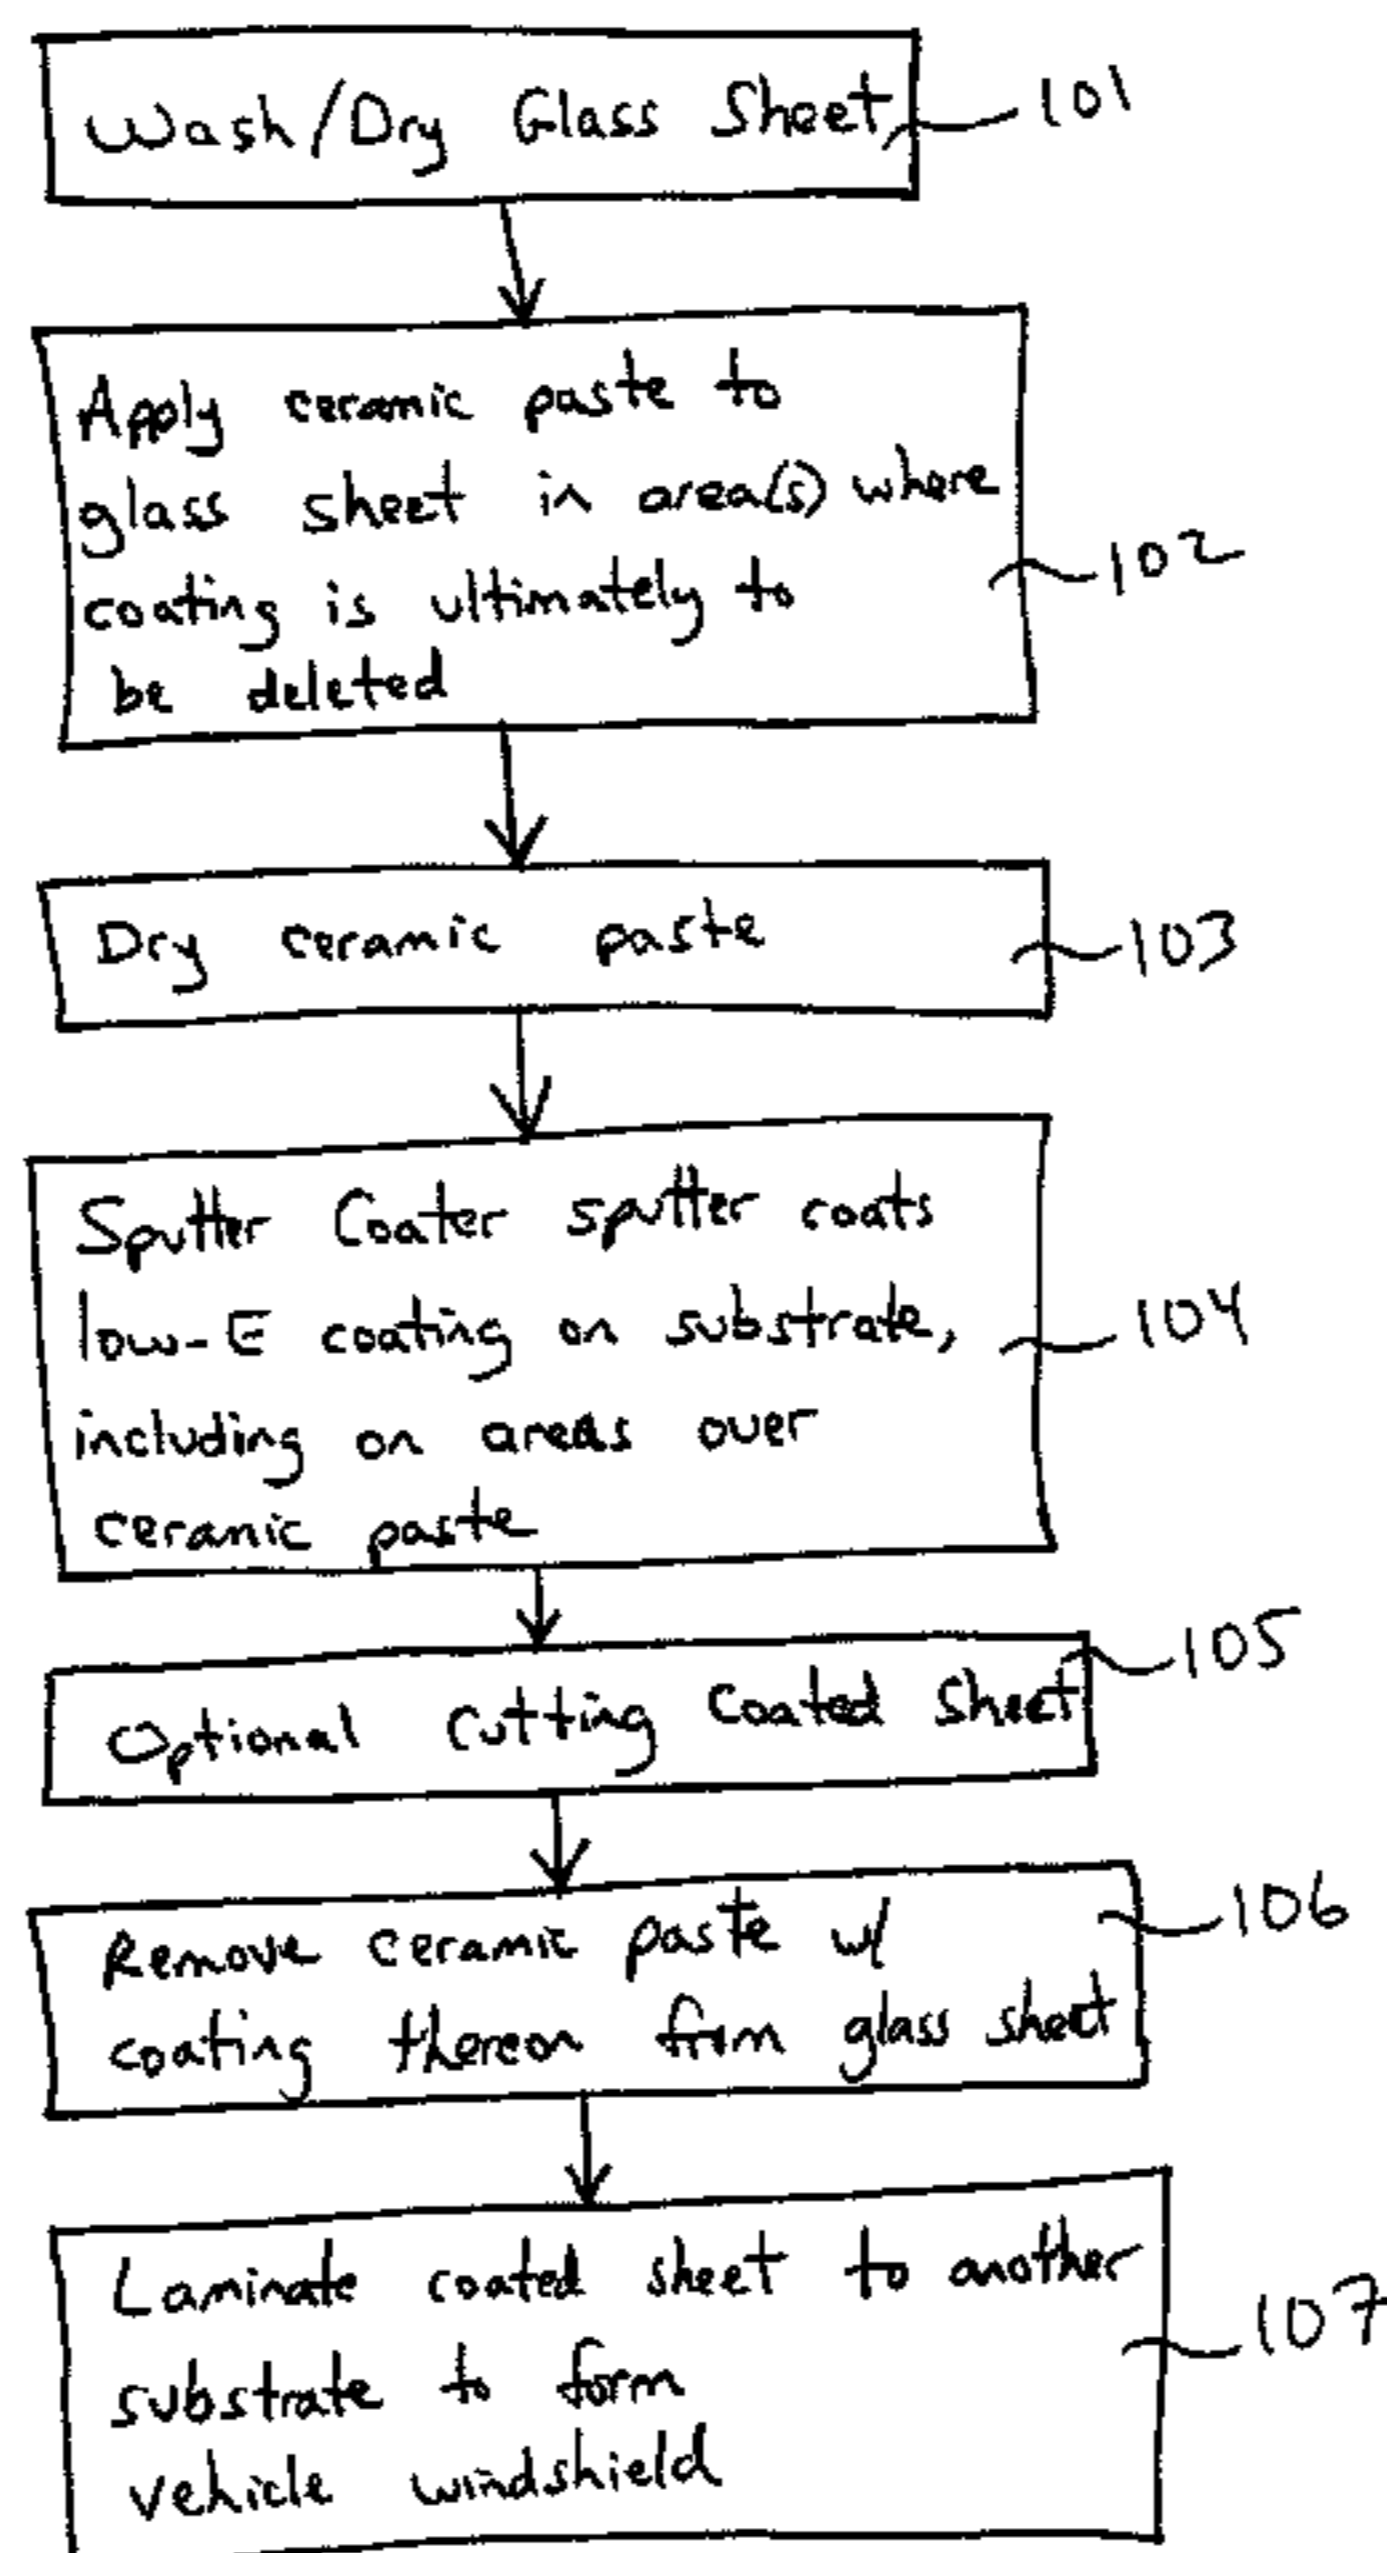 Wash/Dry Glass Sheet 101
Apply ceramic paste to
glass sheet in area(s) where
coating is ultimately to
be deleted
102
Dry ceramic paste 103
Sputter Coater sputter coats
low-E coating on substrate, 104
including on areas over
ceramic paste
105
Optional cutting coated sheet
Remove ceramic paste w/ 106
coating thereon from glass sheet
Laminate coated sheet to another
substrate to form 107
vehicle windshield